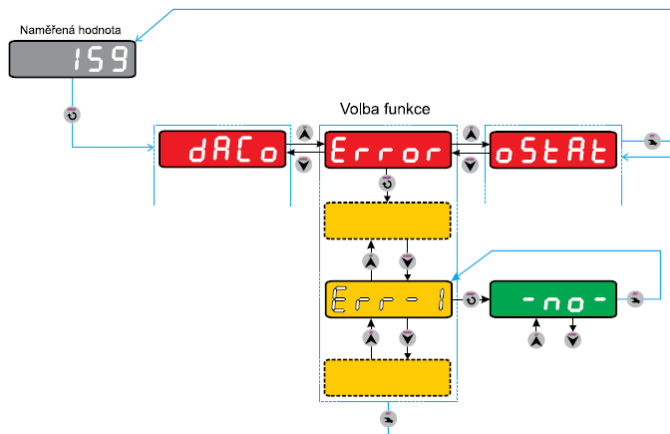 Naměřená hodnota
159
Volba funkce
dACo
Error
oStAt
Err-1
-no-